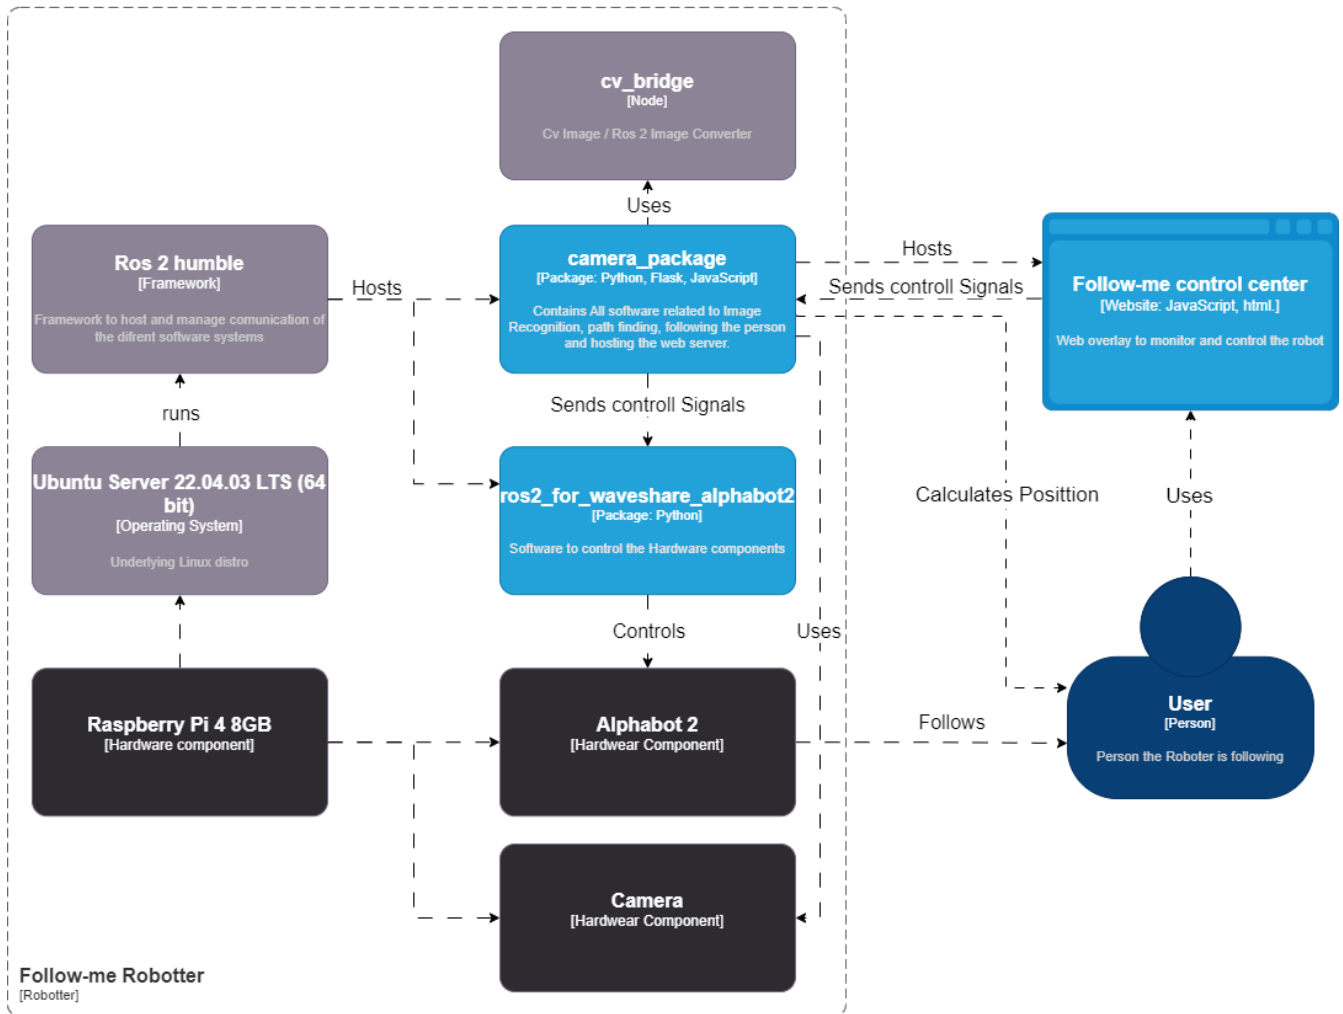 cv_bridge
[Node]
Cv Image / Ros 2 Image Converter
Uses
Ros 2 humble
[Framework]
Framework to host and manage comunication of
the difrent software systems
Hosts
camera_package
[Package: Python, Flask, JavaScript]
Contains All software related to Image
Recognition, path finding, following the person
and hosting the web server.
Hosts
Sends controll Signals
Follow-me control center
[Website: JavaScript, html.]
Web overlay to monitor and control the robot
runs
Sends controll Signals
Ubuntu Server 22.04.03 LTS (64
bit)
[Operating System]
Underlying Linux distro
ros2_for_waveshare_alphabot2
[Package: Python]
Software to control the Hardware components
Calculates Posittion
Uses
Controls
Uses
Raspberry Pi 4 8GB
[Hardware component]
Alphabot 2
[Hardwear Component]
Follows
User
[Person]
Person the Roboter is following
Camera
[Hardwear Component]
Follow-me Robotter
[Robotter]